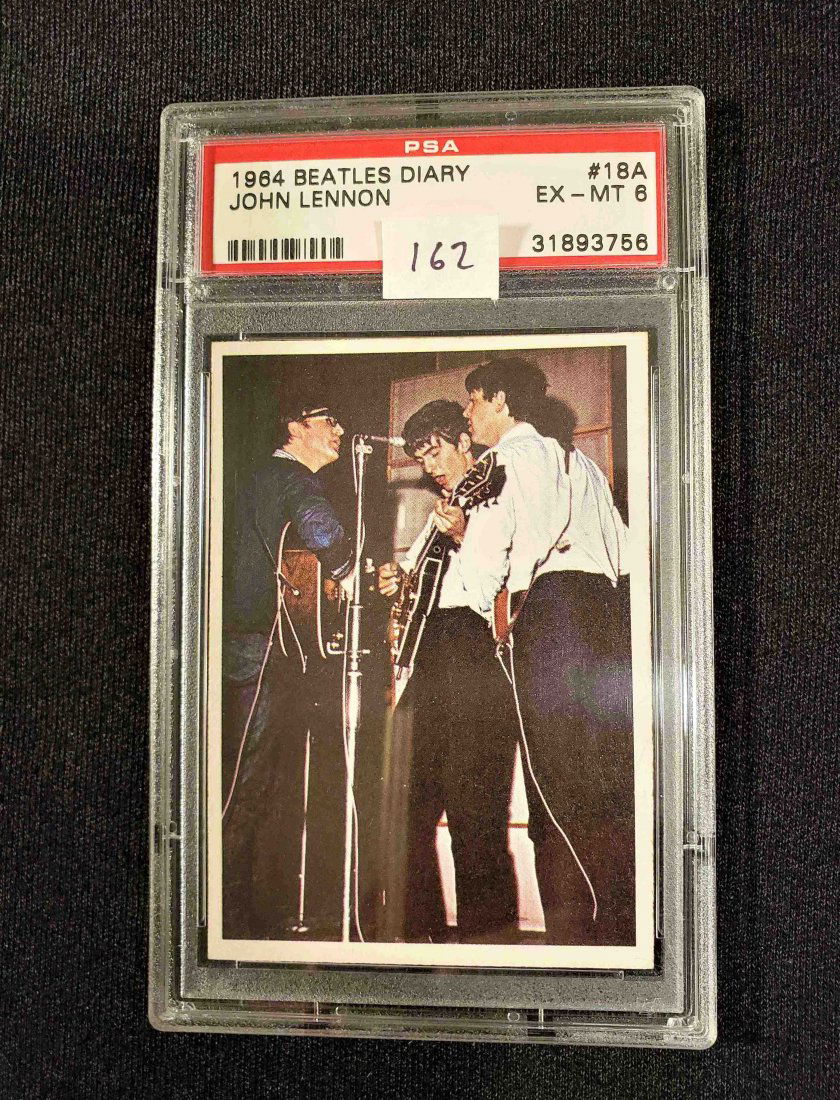 PSA
1964 BEATLES DIARY #18A
JOHN LENNON EX - MT 6
31893756
162